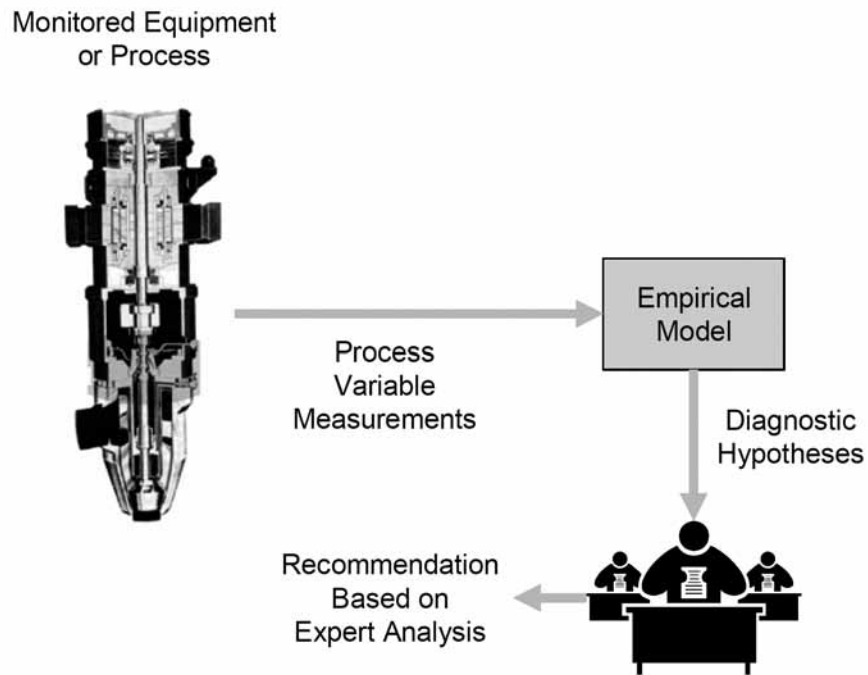 Monitored Equipment
or Process
Empirical
Model
Process
Variable
Measurements
Diagnostic
Hypotheses
Recommendation
Based on
Expert Analysis